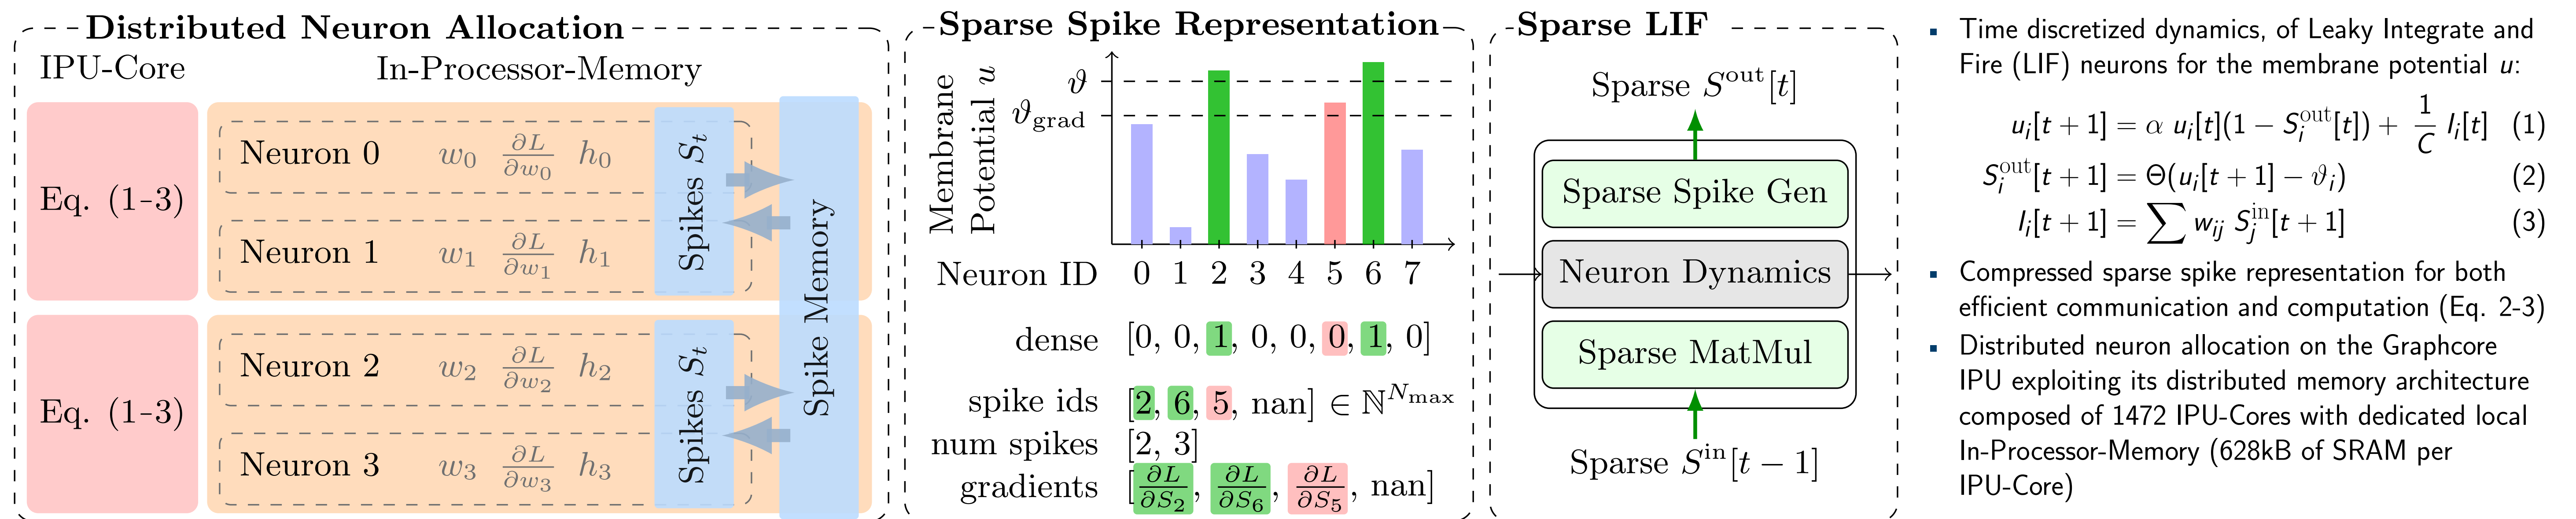 Distributed Neuron Allocation
IPU-Core
In-Processor-Memory
Eq. (1-3)
Neuron 0 w₀ ∂L/∂w₀ h₀
Neuron 1 w₁ ∂L/∂w₁ h₁
Spikes Sₜ
Eq. (1-3)
Neuron 2 w₂ ∂L/∂w₂ h₂
Neuron 3 w₃ ∂L/∂w₃ h₃
Spikes Sₜ
Spike Memory
Sparse Spike Representation
Membrane
Potential u
ϑ
ϑ_grad
Neuron ID 0 1 2 3 4 5 6 7
dense [0, 0, 1, 0, 0, 0, 1, 0]
spike ids [2, 6, 5, nan] ∈ ℕ^{N_max}
num spikes [2, 3]
gradients [∂L/∂S₂, ∂L/∂S₆, ∂L/∂S₅, nan]
Sparse LIF
Sparse S^out[t]
Sparse Spike Gen
Neuron Dynamics
Sparse MatMul
Sparse S^in[t − 1]
Time discretized dynamics, of Leaky Integrate and
Fire (LIF) neurons for the membrane potential u:
u_i[t + 1] = α u_i[t](1 − S_i^out[t]) + 1/C I_i[t] (1)
S_i^out[t + 1] = Θ(u_i[t + 1] − ϑ_i) (2)
I_i[t + 1] = ∑ w_ij S_j^in[t + 1] (3)
Compressed sparse spike representation for both
efficient communication and computation (Eq. 2-3)
Distributed neuron allocation on the Graphcore
IPU exploiting its distributed memory architecture
composed of 1472 IPU-Cores with dedicated local
In-Processor-Memory (628kB of SRAM per
IPU-Core)